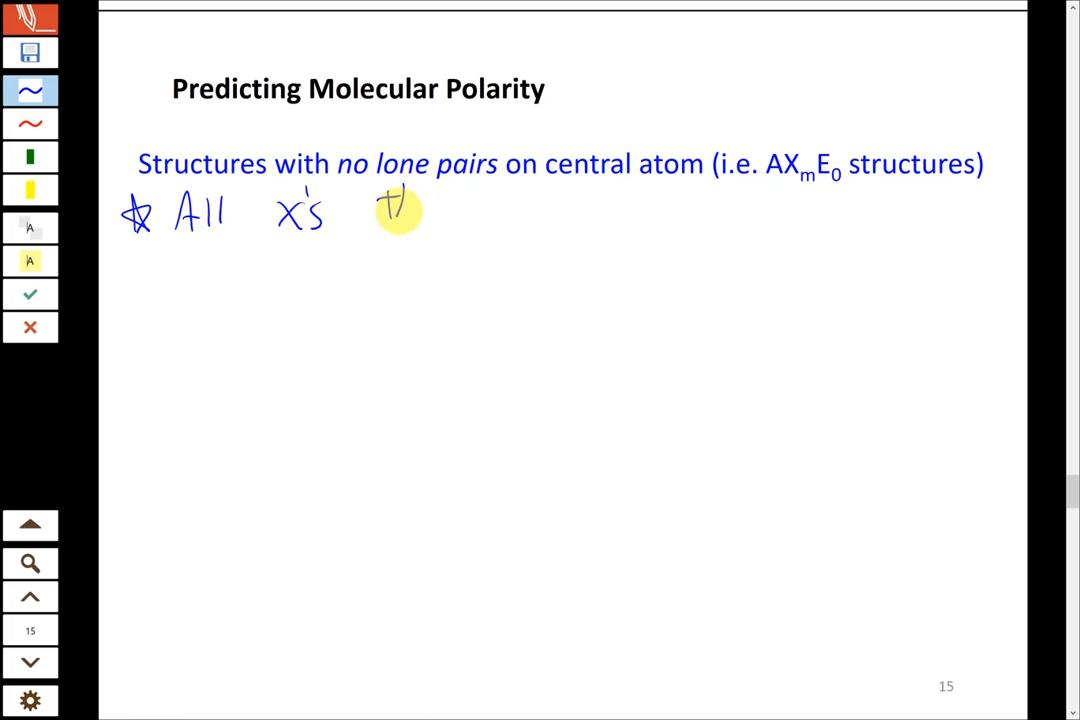 Predicting Molecular Polarity
Structures with no lone pairs on central atom (i.e. AXmE0 structures)
☆ All X's
A
A
15
15